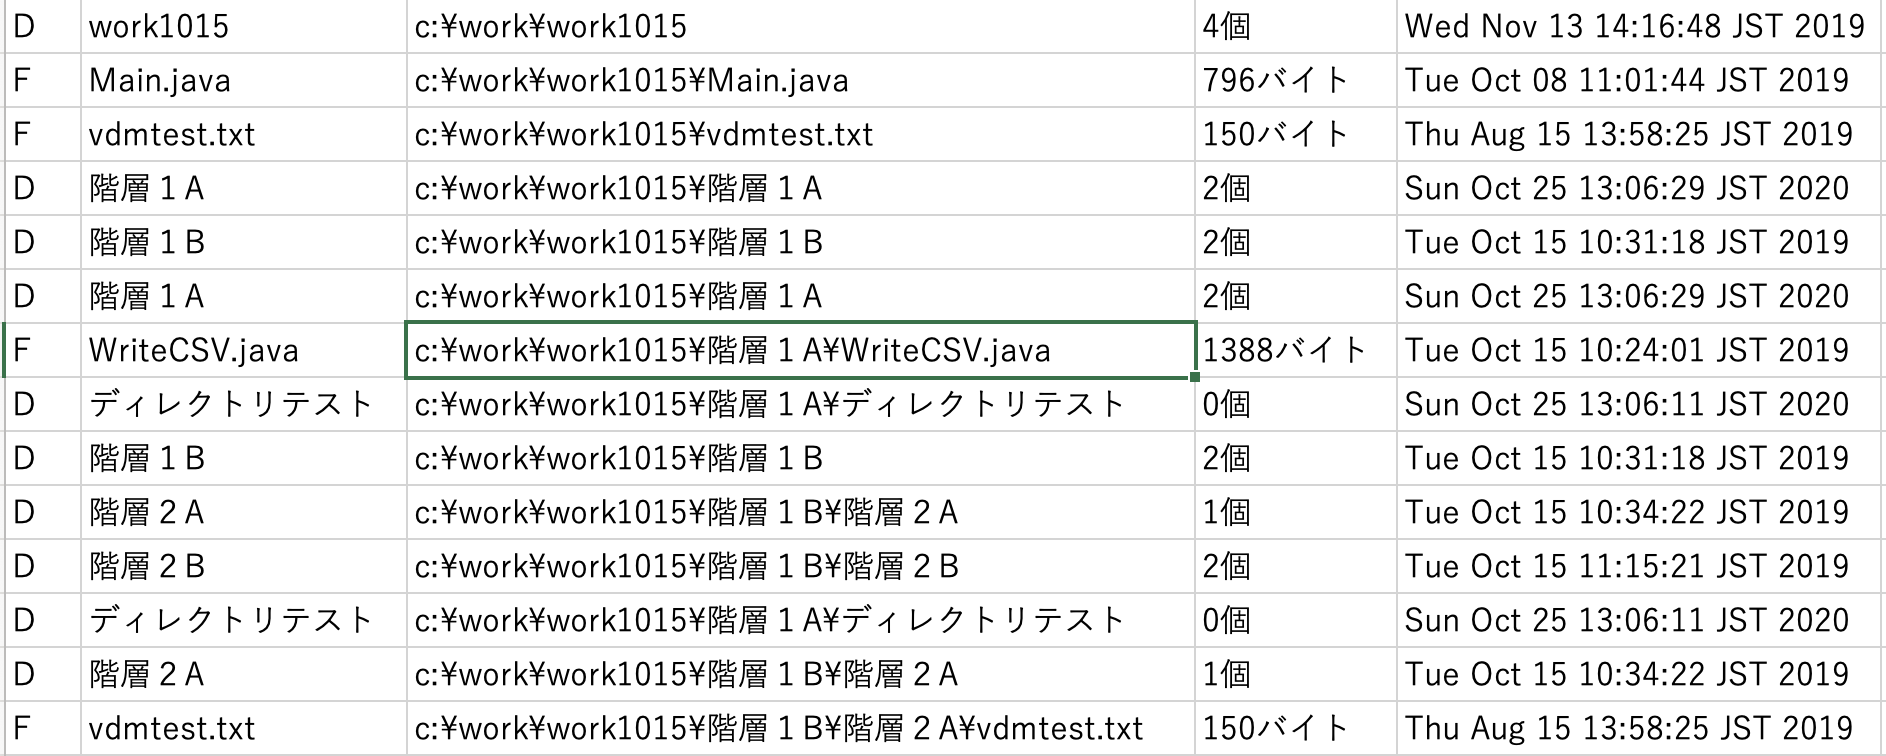 D work1015 c:¥work¥work1015 4個 Wed Nov 13 14:16:48 JST 2019
F Main.java c:¥work¥work1015¥Main.java 796バイト Tue Oct 08 11:01:44 JST 2019
F vdmtest.txt c:¥work¥work1015¥vdmtest.txt 150バイト Thu Aug 15 13:58:25 JST 2019
D 階層１A c:¥work¥work1015¥階層１A 2個 Sun Oct 25 13:06:29 JST 2020
D 階層１B c:¥work¥work1015¥階層１B 2個 Tue Oct 15 10:31:18 JST 2019
D 階層１A c:¥work¥work1015¥階層１A 2個 Sun Oct 25 13:06:29 JST 2020
F WriteCSV.java c:¥work¥work1015¥階層１A¥WriteCSV.java 1388バイト Tue Oct 15 10:24:01 JST 2019
D ディレクトリテスト c:¥work¥work1015¥階層１A¥ディレクトリテスト 0個 Sun Oct 25 13:06:11 JST 2020
D 階層１B c:¥work¥work1015¥階層１B 2個 Tue Oct 15 10:31:18 JST 2019
D 階層２A c:¥work¥work1015¥階層１B¥階層２A 1個 Tue Oct 15 10:34:22 JST 2019
D 階層２B c:¥work¥work1015¥階層１B¥階層２B 2個 Tue Oct 15 11:15:21 JST 2019
D ディレクトリテスト c:¥work¥work1015¥階層１A¥ディレクトリテスト 0個 Sun Oct 25 13:06:11 JST 2020
D 階層２A c:¥work¥work1015¥階層１B¥階層２A 1個 Tue Oct 15 10:34:22 JST 2019
F vdmtest.txt c:¥work¥work1015¥階層１B¥階層２A¥vdmtest.txt 150バイト Thu Aug 15 13:58:25 JST 2019